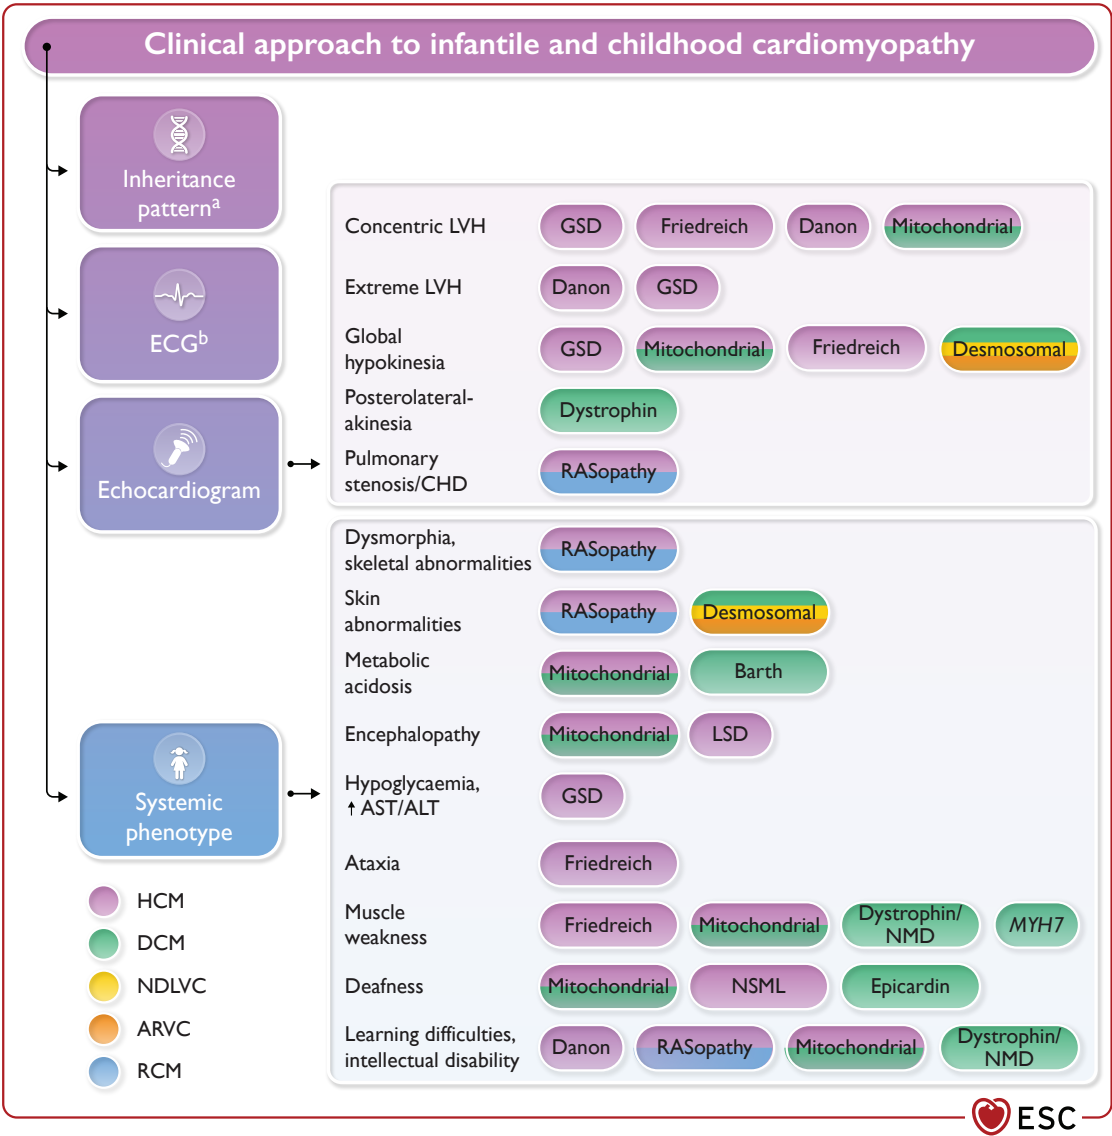 Clinical approach to infantile and childhood cardiomyopathy
Inheritance
patternᵃ
ECGᵇ
Echocardiogram
Concentric LVH GSD Friedreich Danon Mitochondrial
Extreme LVH Danon GSD
Global
hypokinesia GSD Mitochondrial Friedreich Desmosomal
Posterolateral-
akinesia Dystrophin
Pulmonary
stenosis/CHD RASopathy
Systemic
phenotype
Dysmorphia,
skeletal abnormalities RASopathy
Skin
abnormalities RASopathy Desmosomal
Metabolic
acidosis Mitochondrial Barth
Encephalopathy Mitochondrial LSD
Hypoglycaemia,
↑ AST/ALT GSD
Ataxia Friedreich
Muscle
weakness Friedreich Mitochondrial Dystrophin/
NMD MYH7
Deafness Mitochondrial NSML Epicardin
Learning difficulties,
intellectual disability Danon RASopathy Mitochondrial Dystrophin/
NMD
HCM
DCM
NDLVC
ARVC
RCM
ESC